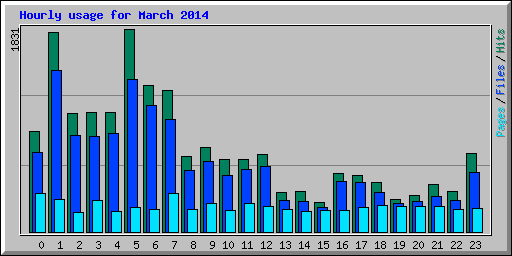 Hourly usage for March 2014
1831
Pages/Files/Hits
0 1 2 3 4 5 6 7 8 9 10 11 12 13 14 15 16 17 18 19 20 21 22 23